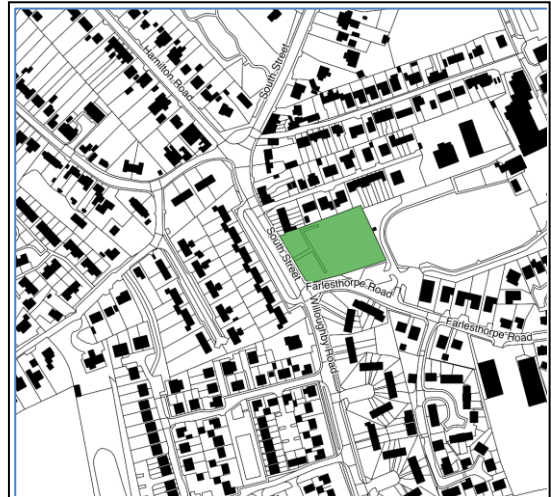 Hamilton Road
South Street
South Street
Farlesthorpe Road
Willoughby Road
Farlesthorpe Road